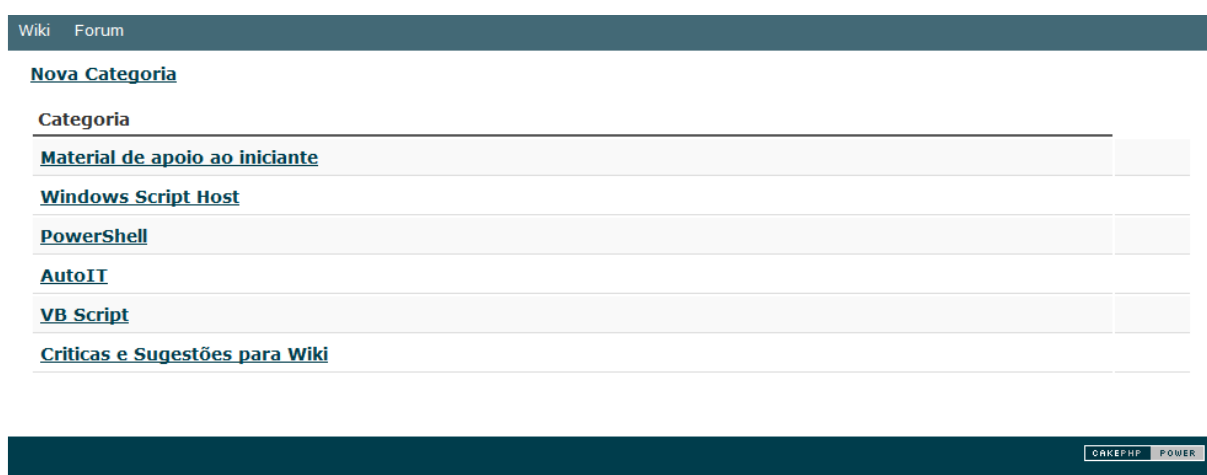 Wiki Forum
Nova Categoria
Categoria
Material de apoio ao iniciante
Windows Script Host
PowerShell
AutoIT
VB Script
Criticas e Sugestões para Wiki
CAKEPHP POWER